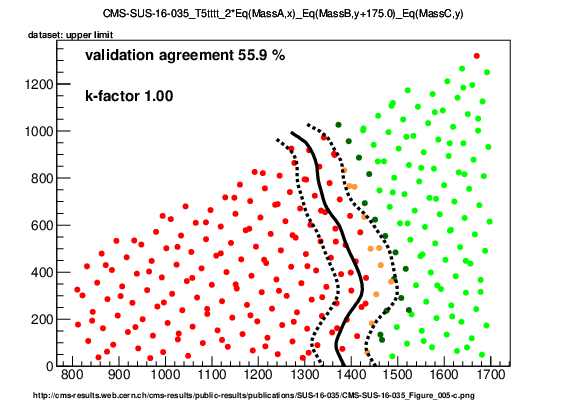 CMS-SUS-16-035_T5tttt_2*Eq(MassA,x)_Eq(MassB,y+175.0)_Eq(MassC,y)
dataset: upper limit
validation agreement 55.9 %
k-factor 1.00
1200
1000
800
600
400
200
0
800 900 1000 1100 1200 1300 1400 1500 1600 1700
http://cms-results.web.cern.ch/cms-results/public-results/publications/SUS-16-035/CMS-SUS-16-035_Figure_005-c.png